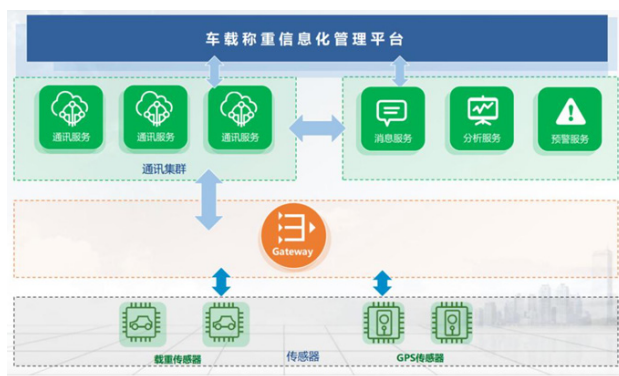 车载称重信息化管理平台
通讯服务
通讯服务
通讯服务
消息服务
分析服务
预警服务
通讯集群
Gateway
载重传感器
传感器
GPS传感器